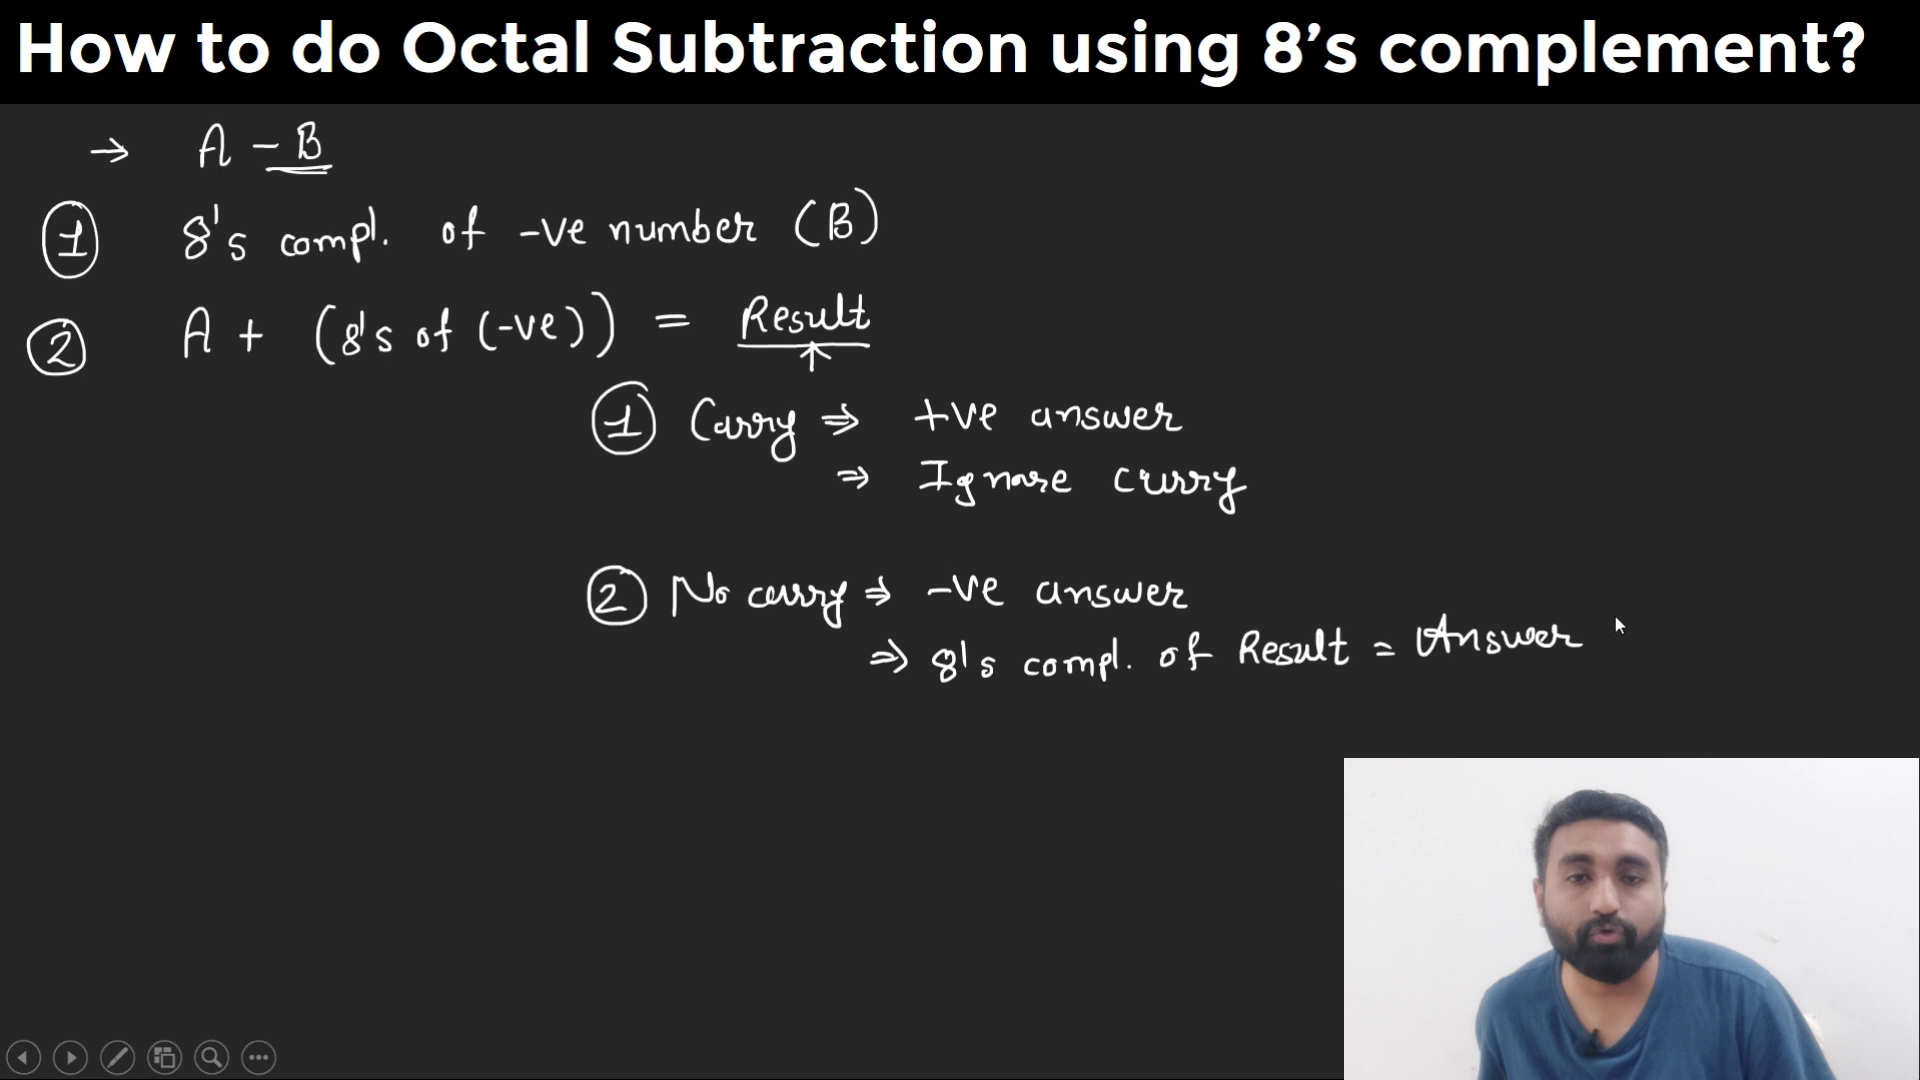 How to do Octal Subtraction using 8’s complement?
→ A - B
1 8's compl. of -ve number (B)
2 A + (8's of (-ve)) = Result
↑
1 Carry ⇒ +ve answer
⇒ Ignore carry
2 No carry ⇒ -ve answer
⇒ 8's compl. of Result = Answer